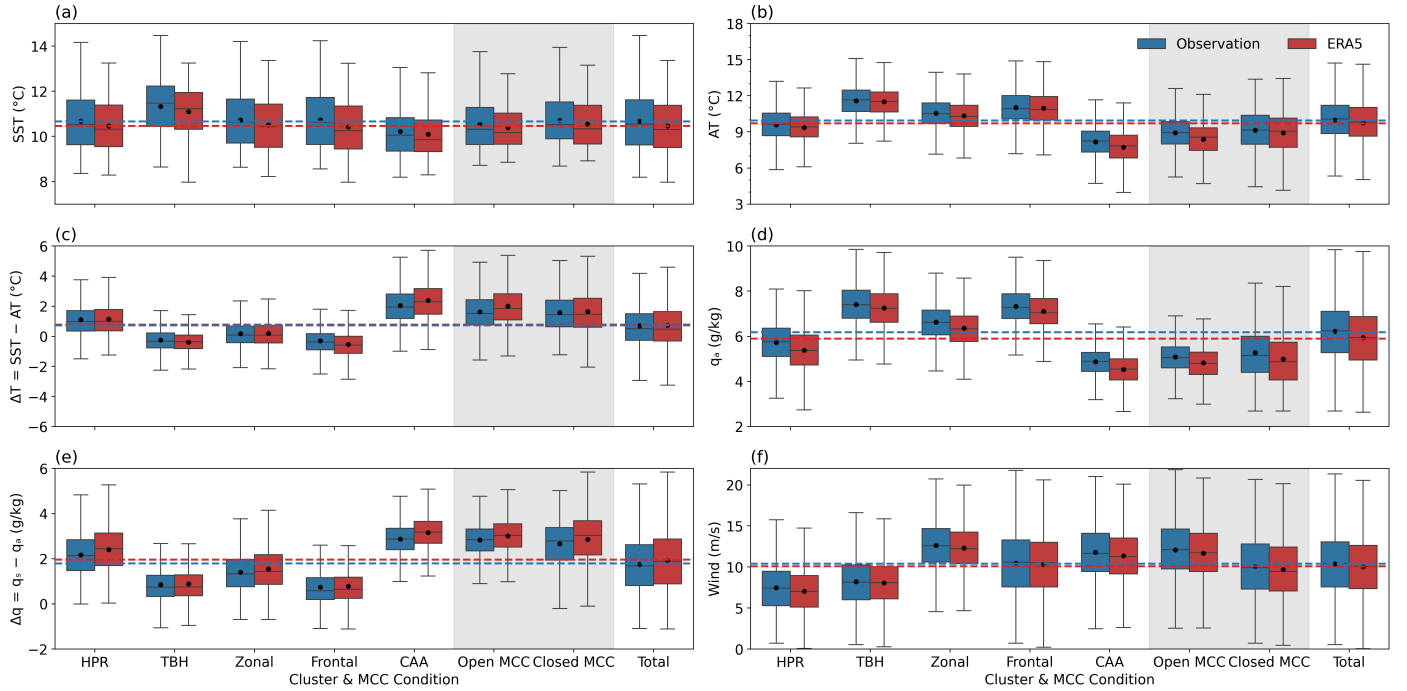 (a)
SST (°C)
14
12
10
8
(b)
AT (°C)
18
15
12
9
6
3
Observation
ERA5
(c)
ΔT = SST − AT (°C)
6
4
2
0
−2
−4
−6
(d)
qₐ (g/kg)
10
8
6
4
2
(e)
Δq = qₛ − qₐ (g/kg)
6
4
2
0
−2
HPR TBH Zonal Frontal CAA Open MCC Closed MCC Total
Cluster & MCC Condition
(f)
Wind (m/s)
20
15
10
5
0
HPR TBH Zonal Frontal CAA Open MCC Closed MCC Total
Cluster & MCC Condition